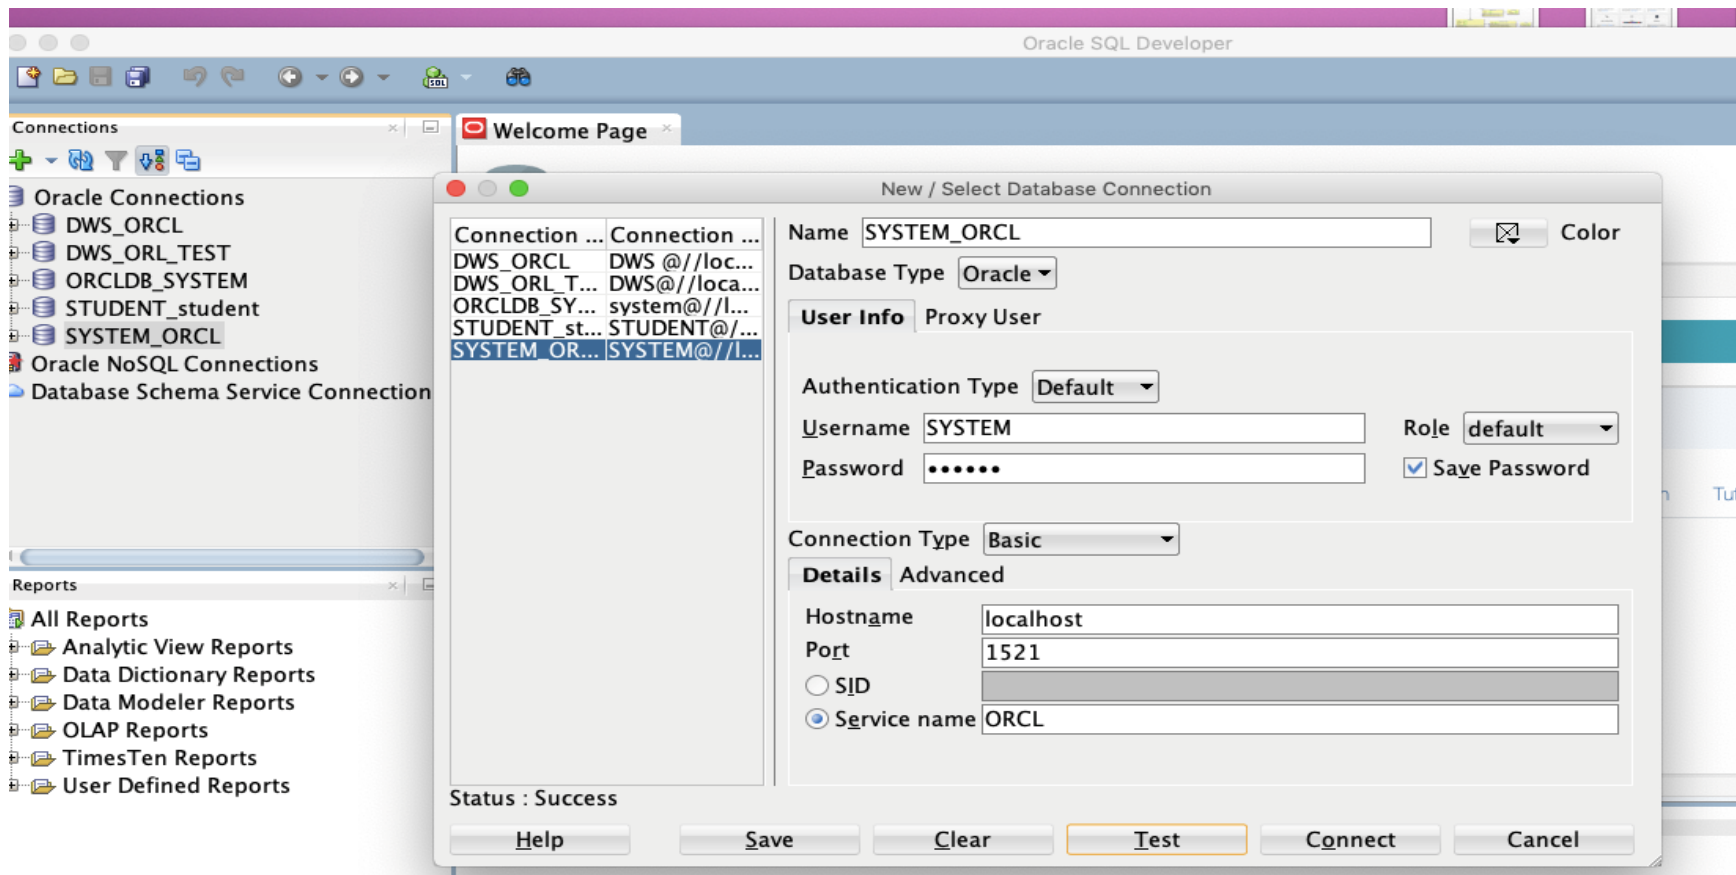 Oracle SQL Developer
SQL
Connections
Welcome Page
Oracle Connections
DWS_ORCL
DWS_ORL_TEST
ORCLDB_SYSTEM
STUDENT_student
SYSTEM_ORCL
Oracle NoSQL Connections
Database Schema Service Connection
Reports
All Reports
Analytic View Reports
Data Dictionary Reports
Data Modeler Reports
OLAP Reports
TimesTen Reports
User Defined Reports
New / Select Database Connection
Connection ... Connection ...
DWS_ORCL DWS @//loc...
DWS_ORL_T... DWS@//loca...
ORCLDB_SY... system@//l...
STUDENT_st... STUDENT@/...
SYSTEM_OR... SYSTEM@//l...
Name SYSTEM_ORCL Color
Database Type Oracle
User Info Proxy User
Authentication Type Default
Username SYSTEM Role default
Password •••••• Save Password
Connection Type Basic
Details Advanced
Hostname localhost
Port 1521
SID
Service name ORCL
Status : Success
Help Save Clear Test Connect Cancel